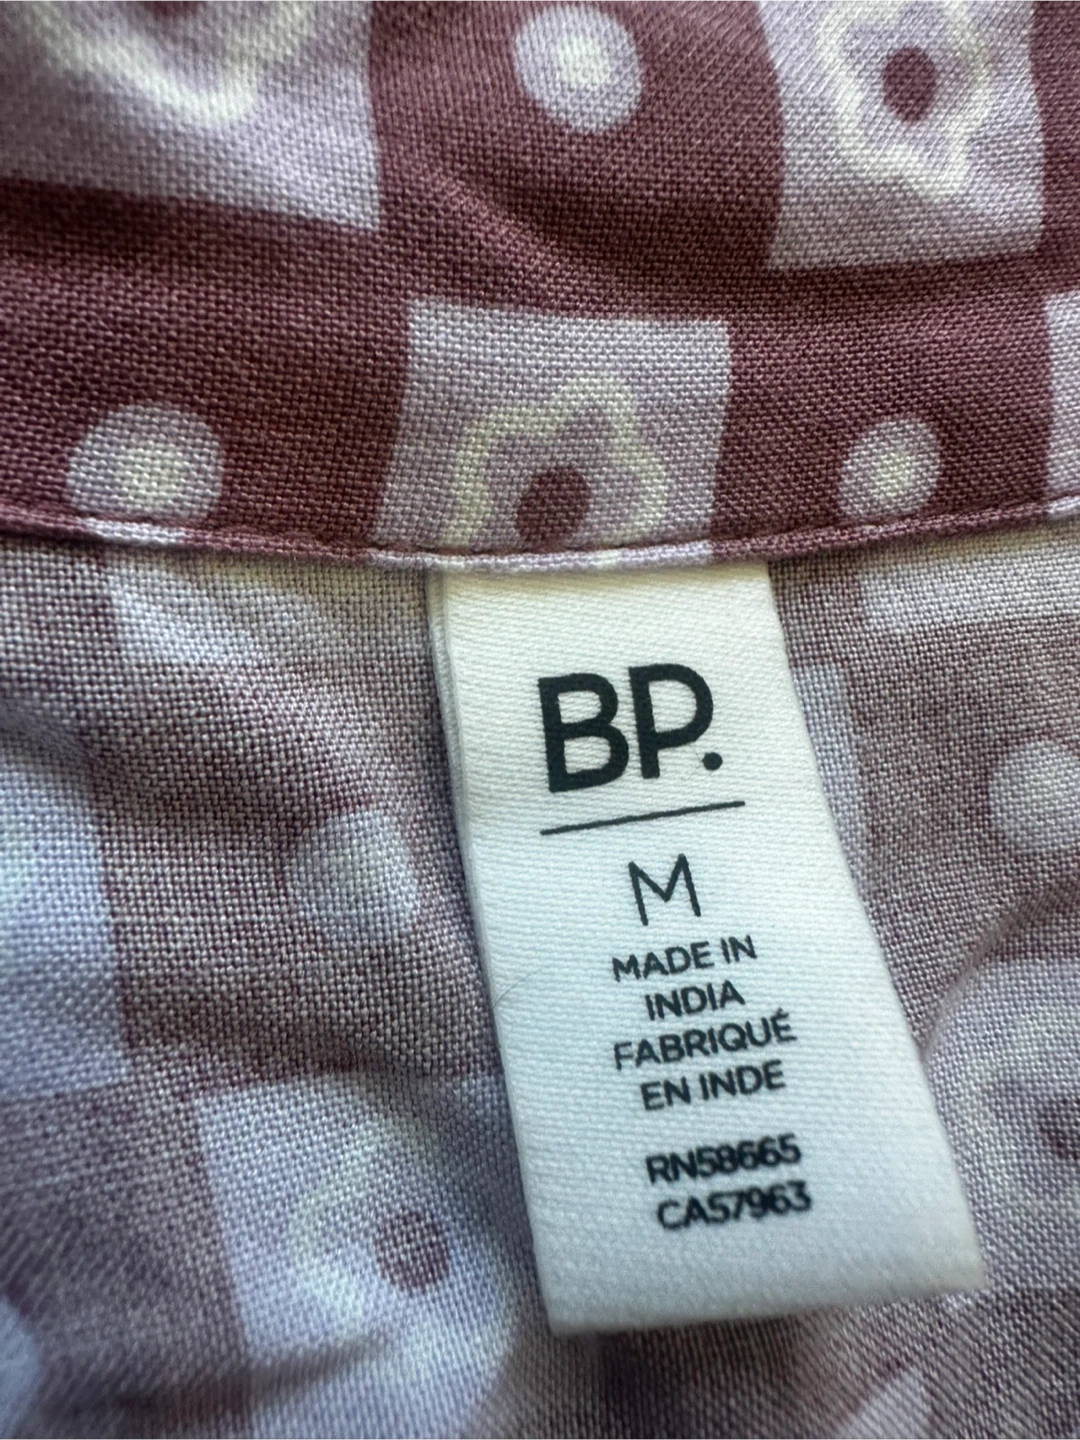 BP.
M
MADE IN
INDIA
FABRIQUÉ
EN INDE
RN58665
CA57963